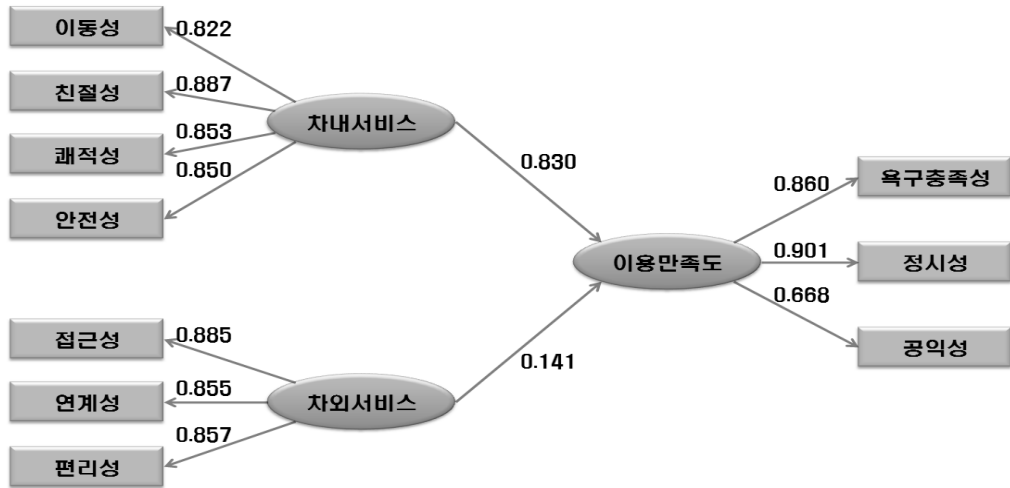 이동성
0.822
친절성
0.887
쾌적성
0.853
안전성
0.850
차내서비스
0.830
접근성
0.885
연계성
0.855
편리성
0.857
차외서비스
0.141
이용만족도
0.860
욕구충족성
0.901
정시성
0.668
공익성